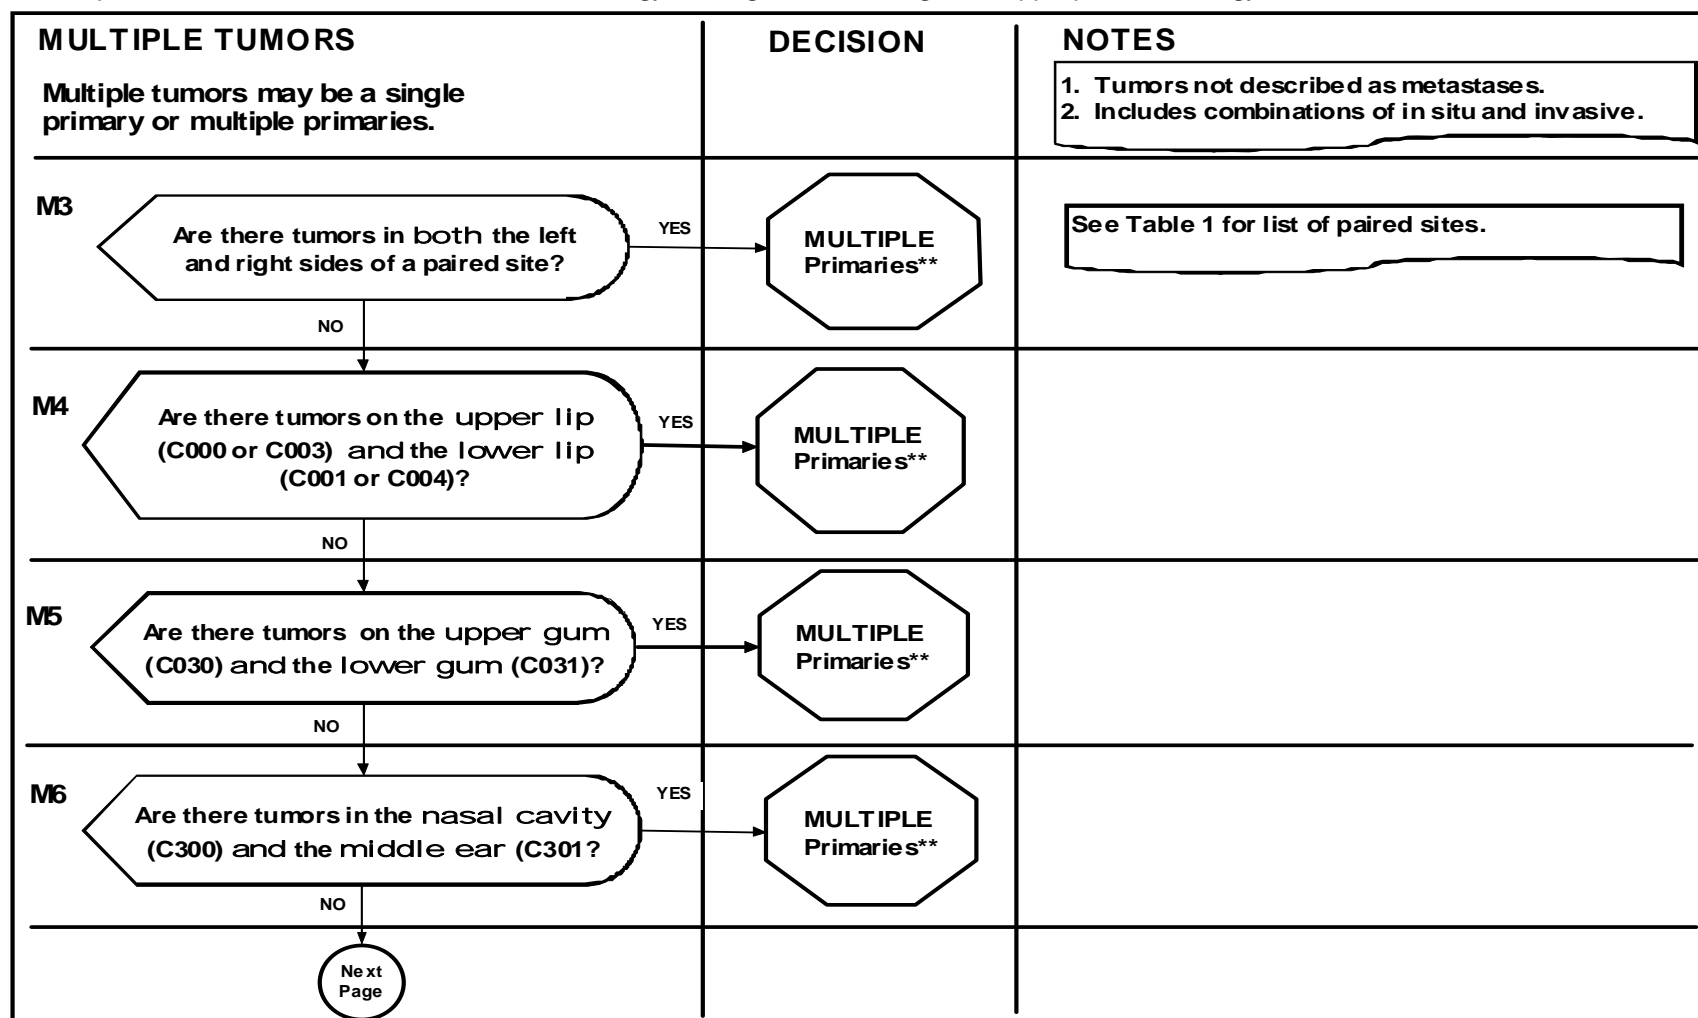 MULTIPLE TUMORS
DECISION
NOTES
Multiple tumors may be a single
primary or multiple primaries.
1. Tumors not described as metastases.
2. Includes combinations of in situ and invasive.
M3
Are there tumors in both the left
and right sides of a paired site?
YES
MULTIPLE
Primaries**
See Table 1 for list of paired sites.
NO
M4
Are there tumors on the upper lip
(C000 or C003) and the lower lip
(C001 or C004)?
YES
MULTIPLE
Primaries**
NO
M5
Are there tumors on the upper gum
(C030) and the lower gum (C031)?
YES
MULTIPLE
Primaries**
NO
M6
Are there tumors in the nasal cavity
(C300) and the middle ear (C301?
YES
MULTIPLE
Primaries**
NO
Next
Page